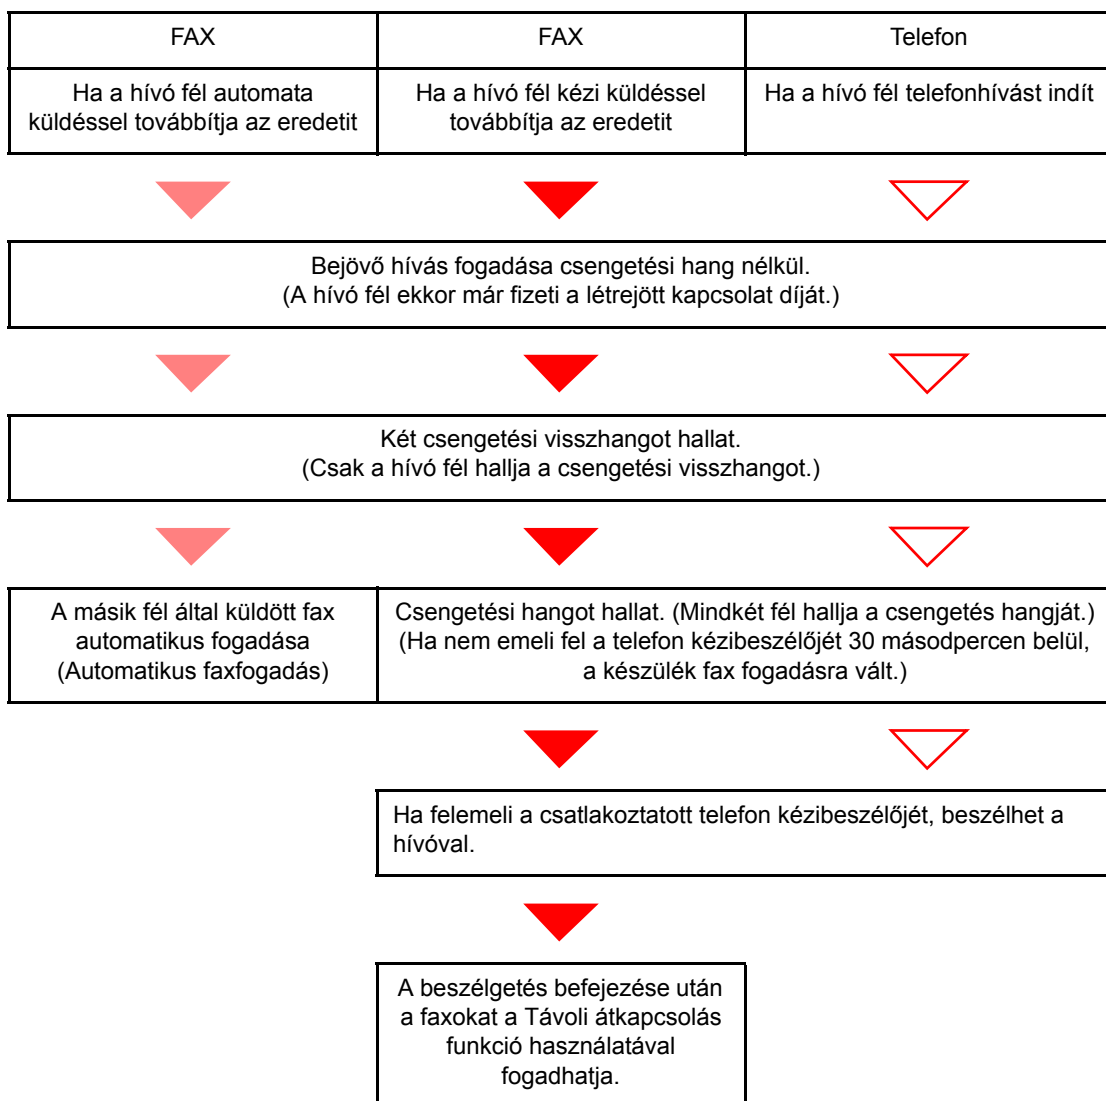 FAX
FAX
Telefon
Ha a hívó fél automata
küldéssel továbbítja az eredetit
Ha a hívó fél kézi küldéssel
továbbítja az eredetit
Ha a hívó fél telefonhívást indít
Bejövő hívás fogadása csengetési hang nélkül.
(A hívó fél ekkor már fizeti a létrejött kapcsolat díját.)
Két csengetési visszhangot hallat.
(Csak a hívó fél hallja a csengetési visszhangot.)
A másik fél által küldött fax
automatikus fogadása
(Automatikus faxfogadás)
Csengetési hangot hallat. (Mindkét fél hallja a csengetés hangját.)
(Ha nem emeli fel a telefon kézibeszélőjét 30 másodpercen belül,
a készülék fax fogadásra vált.)
Ha felemeli a csatlakoztatott telefon kézibeszélőjét, beszélhet a
hívóval.
A beszélgetés befejezése után
a faxokat a Távoli átkapcsolás
funkció használatával
fogadhatja.